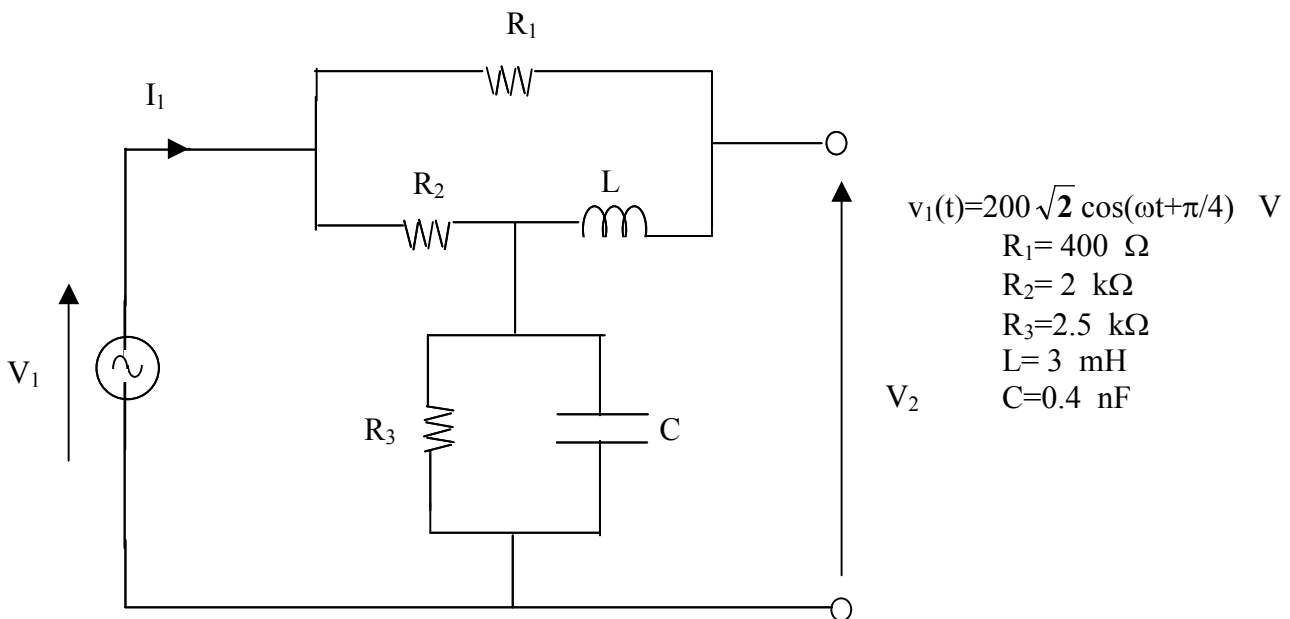 R₁
I₁
R₂
L
v₁(t)=200√2 cos(ωt+π/4) V
R₁= 400 Ω
R₂= 2 kΩ
R₃=2.5 kΩ
L= 3 mH
C=0.4 nF
V₁
V₂
R₃
C